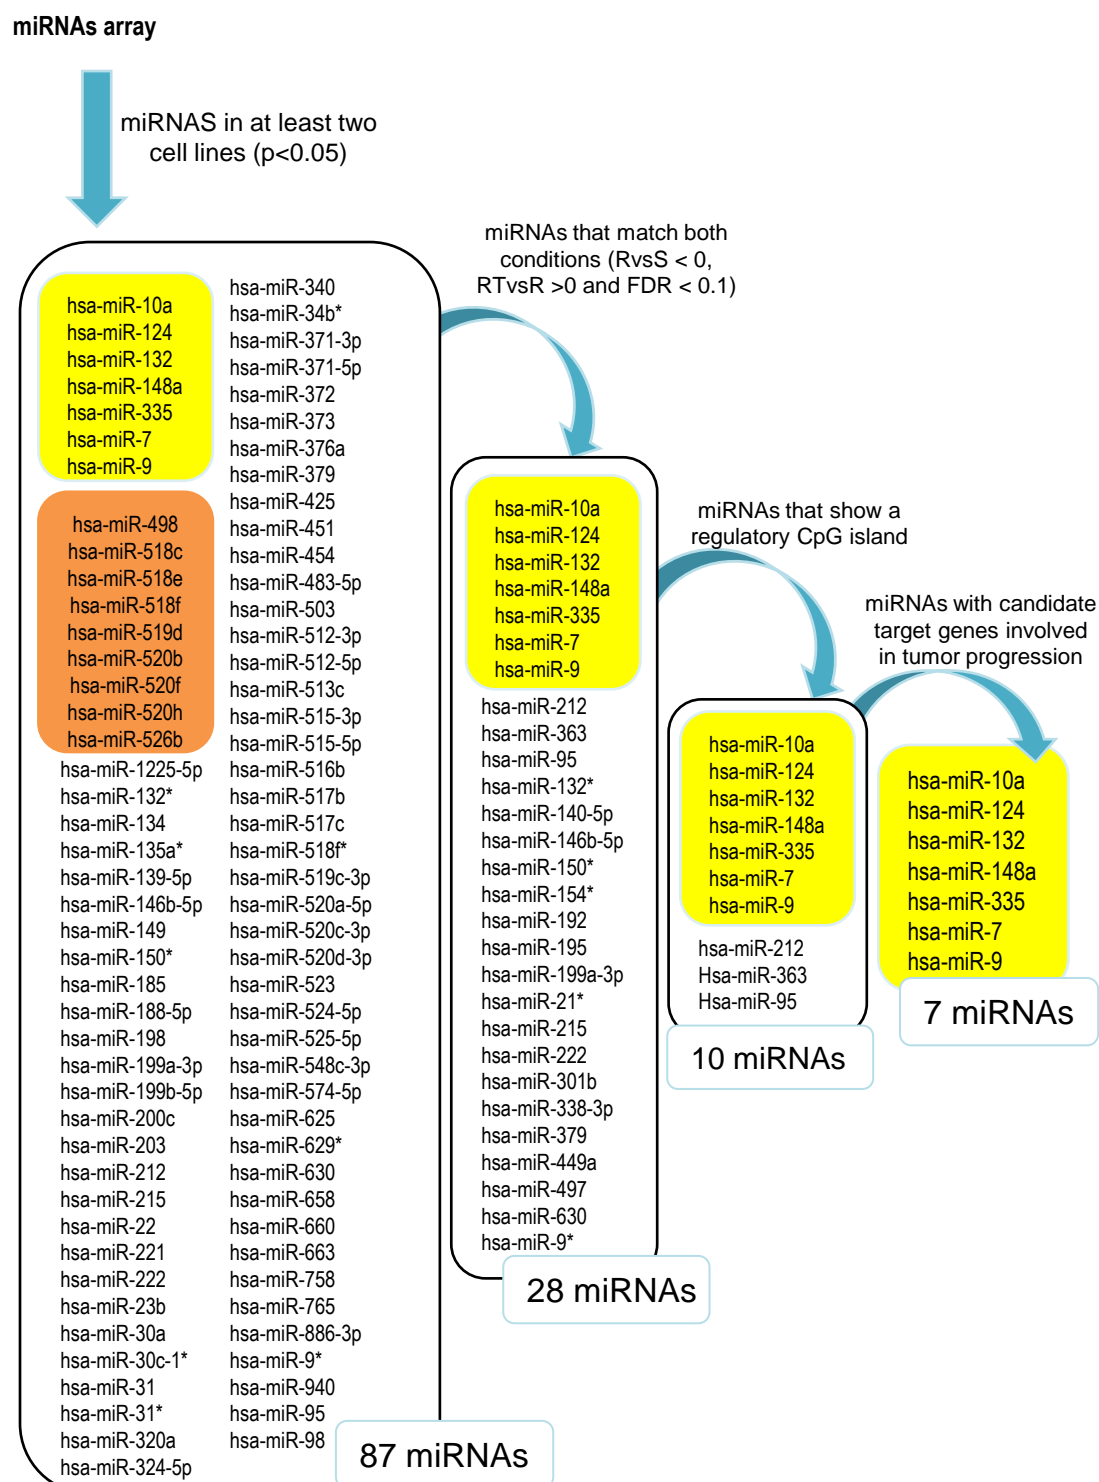 miRNAs array
miRNAS in at least two
cell lines (p<0.05)
hsa-miR-10a
hsa-miR-124
hsa-miR-132
hsa-miR-148a
hsa-miR-335
hsa-miR-7
hsa-miR-9
hsa-miR-498
hsa-miR-518c
hsa-miR-518e
hsa-miR-518f
hsa-miR-519d
hsa-miR-520b
hsa-miR-520f
hsa-miR-520h
hsa-miR-526b
hsa-miR-1225-5p
hsa-miR-132*
hsa-miR-134
hsa-miR-135a*
hsa-miR-139-5p
hsa-miR-146b-5p
hsa-miR-149
hsa-miR-150*
hsa-miR-185
hsa-miR-188-5p
hsa-miR-198
hsa-miR-199a-3p
hsa-miR-199b-5p
hsa-miR-200c
hsa-miR-203
hsa-miR-212
hsa-miR-215
hsa-miR-22
hsa-miR-221
hsa-miR-222
hsa-miR-23b
hsa-miR-30a
hsa-miR-30c-1*
hsa-miR-31
hsa-miR-31*
hsa-miR-320a
hsa-miR-324-5p
hsa-miR-340
hsa-miR-34b*
hsa-miR-371-3p
hsa-miR-371-5p
hsa-miR-372
hsa-miR-373
hsa-miR-376a
hsa-miR-379
hsa-miR-425
hsa-miR-451
hsa-miR-454
hsa-miR-483-5p
hsa-miR-503
hsa-miR-512-3p
hsa-miR-512-5p
hsa-miR-513c
hsa-miR-515-3p
hsa-miR-515-5p
hsa-miR-516b
hsa-miR-517b
hsa-miR-517c
hsa-miR-518f*
hsa-miR-519c-3p
hsa-miR-520a-5p
hsa-miR-520c-3p
hsa-miR-520d-3p
hsa-miR-523
hsa-miR-524-5p
hsa-miR-525-5p
hsa-miR-548c-3p
hsa-miR-574-5p
hsa-miR-625
hsa-miR-629*
hsa-miR-630
hsa-miR-658
hsa-miR-660
hsa-miR-663
hsa-miR-758
hsa-miR-765
hsa-miR-886-3p
hsa-miR-9*
hsa-miR-940
hsa-miR-95
hsa-miR-98
87 miRNAs
miRNAs that match both
conditions (RvsS < 0,
RTvsR >0 and FDR < 0.1)
hsa-miR-10a
hsa-miR-124
hsa-miR-132
hsa-miR-148a
hsa-miR-335
hsa-miR-7
hsa-miR-9
hsa-miR-212
hsa-miR-363
hsa-miR-95
hsa-miR-132*
hsa-miR-140-5p
hsa-miR-146b-5p
hsa-miR-150*
hsa-miR-154*
hsa-miR-192
hsa-miR-195
hsa-miR-199a-3p
hsa-miR-21*
hsa-miR-215
hsa-miR-222
hsa-miR-301b
hsa-miR-338-3p
hsa-miR-379
hsa-miR-449a
hsa-miR-497
hsa-miR-630
hsa-miR-9*
28 miRNAs
miRNAs that show a
regulatory CpG island
hsa-miR-10a
hsa-miR-124
hsa-miR-132
hsa-miR-148a
hsa-miR-335
hsa-miR-7
hsa-miR-9
hsa-miR-212
Hsa-miR-363
Hsa-miR-95
10 miRNAs
miRNAs with candidate
target genes involved
in tumor progression
hsa-miR-10a
hsa-miR-124
hsa-miR-132
hsa-miR-148a
hsa-miR-335
hsa-miR-7
hsa-miR-9
7 miRNAs